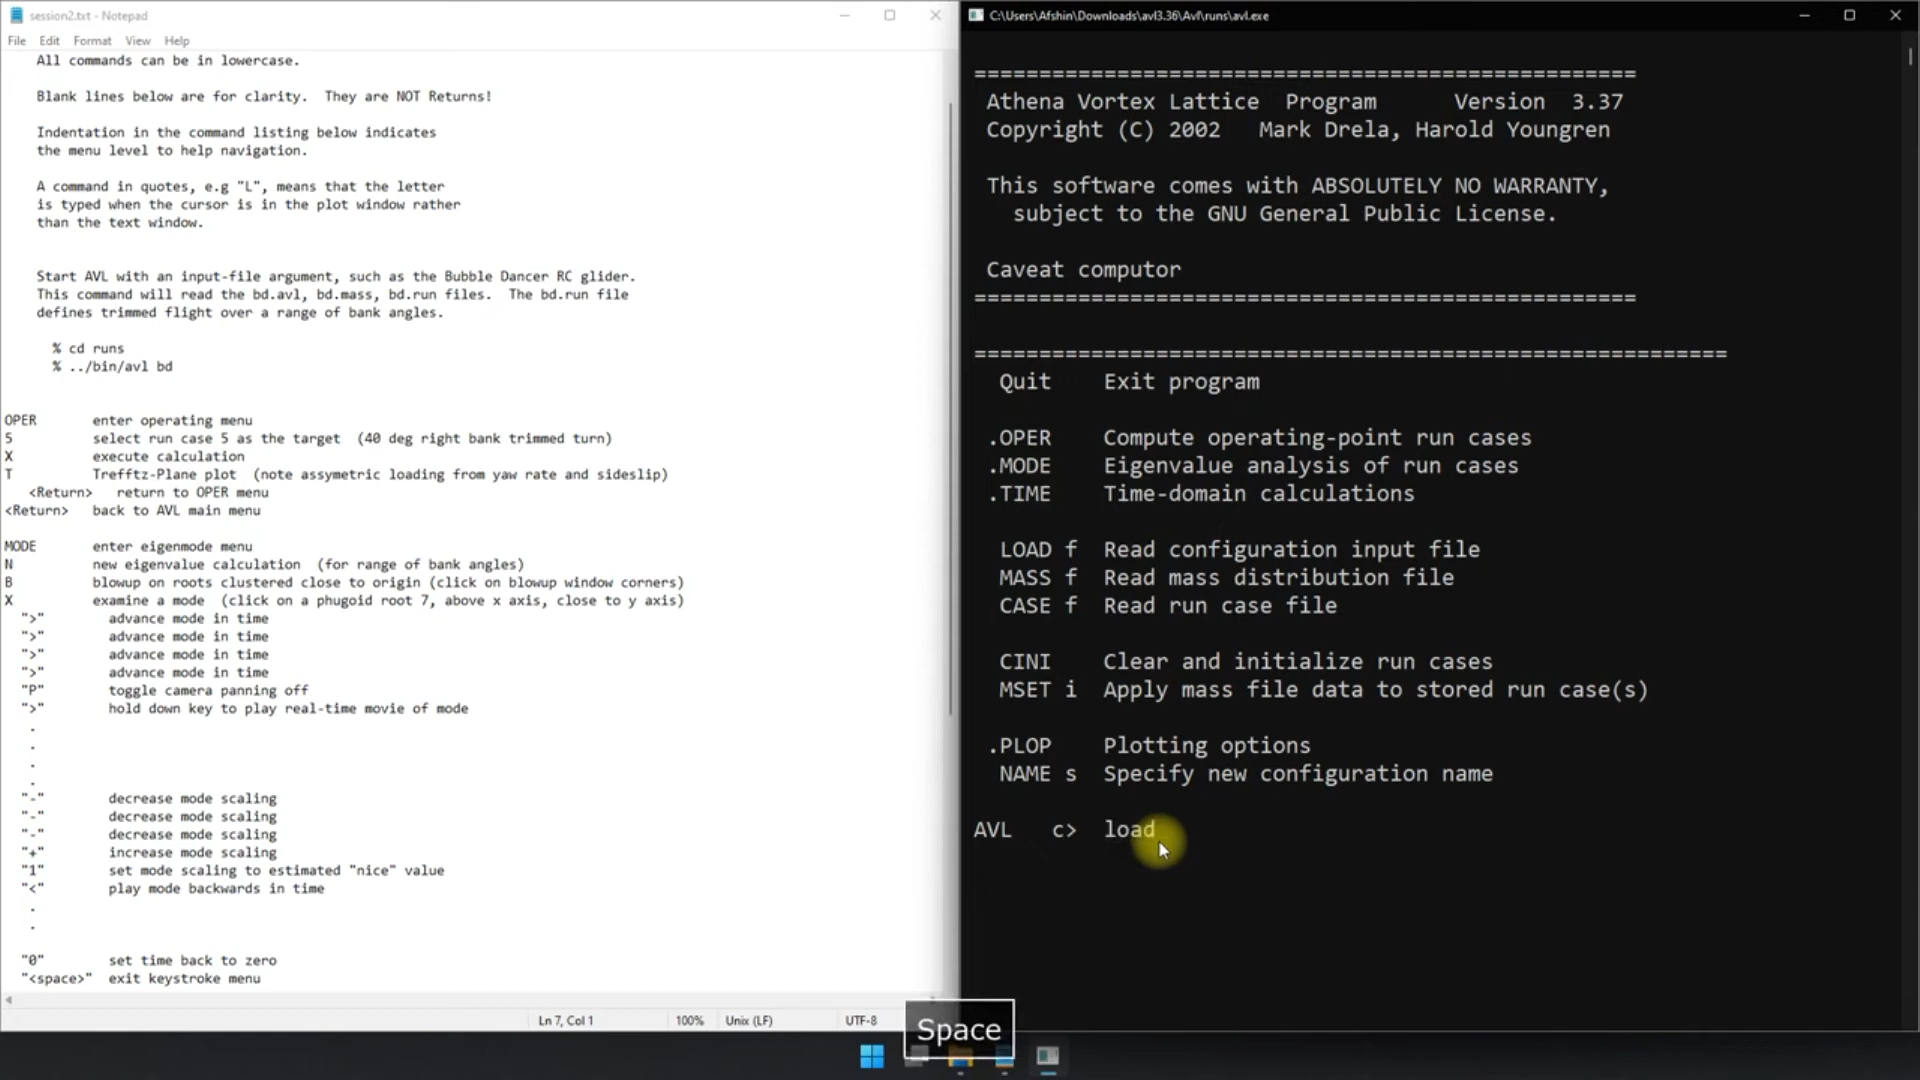 session2.txt - Notepad
File Edit Format View Help
All commands can be in lowercase.
Blank lines below are for clarity. They are NOT Returns!
Indentation in the command listing below indicates
the menu level to help navigation.
A command in quotes, e.g "L", means that the letter
is typed when the cursor is in the plot window rather
than the text window.
Start AVL with an input-file argument, such as the Bubble Dancer RC glider.
This command will read the bd.avl, bd.mass, bd.run files. The bd.run file
defines trimmed flight over a range of bank angles.
% cd runs
% ../bin/avl bd
OPER enter operating menu
5 select run case 5 as the target (40 deg right bank trimmed turn)
X execute calculation
T Trefftz-Plane plot (note assymetric loading from yaw rate and sideslip)
<Return> return to OPER menu
<Return> back to AVL main menu
MODE enter eigenmode menu
N new eigenvalue calculation (for range of bank angles)
B blowup on roots clustered close to origin (click on blowup window corners)
X examine a mode (click on a phugoid root 7, above x axis, close to y axis)
">" advance mode in time
">" advance mode in time
">" advance mode in time
">" advance mode in time
"P" toggle camera panning off
">" hold down key to play real-time movie of mode
.
.
.
.
"-" decrease mode scaling
"-" decrease mode scaling
"-" decrease mode scaling
"+" increase mode scaling
"1" set mode scaling to estimated "nice" value
"<" play mode backwards in time
.
.
"0" set time back to zero
"<space>" exit keystroke menu
Ln 7, Col 1 100% Unix (LF) UTF-8
C:\Users\Afshin\Downloads\avl3.36\Avl\runs\avl.exe
===================================================
Athena Vortex Lattice Program Version 3.37
Copyright (C) 2002 Mark Drela, Harold Youngren
This software comes with ABSOLUTELY NO WARRANTY,
subject to the GNU General Public License.
Caveat computor
===================================================
==========================================================
Quit Exit program
.OPER Compute operating-point run cases
.MODE Eigenvalue analysis of run cases
.TIME Time-domain calculations
LOAD f Read configuration input file
MASS f Read mass distribution file
CASE f Read run case file
CINI Clear and initialize run cases
MSET i Apply mass file data to stored run case(s)
.PLOP Plotting options
NAME s Specify new configuration name
AVL c> load
Space